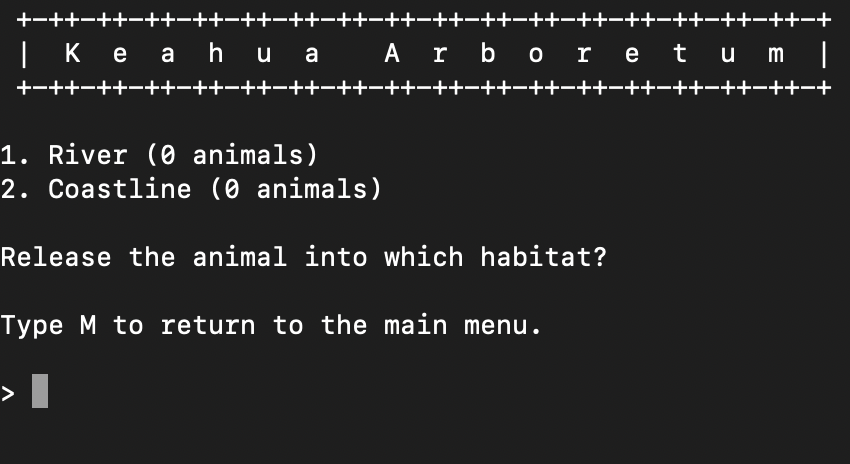 +-++-++-++-++-++-++-++-++-++-++-++-++-++-++-++-++-+
|  K  e  a  h  u  a    A  r  b  o  r  e  t  u  m  |
+-++-++-++-++-++-++-++-++-++-++-++-++-++-++-++-++-+
1. River (0 animals)
2. Coastline (0 animals)
Release the animal into which habitat?
Type M to return to the main menu.
>